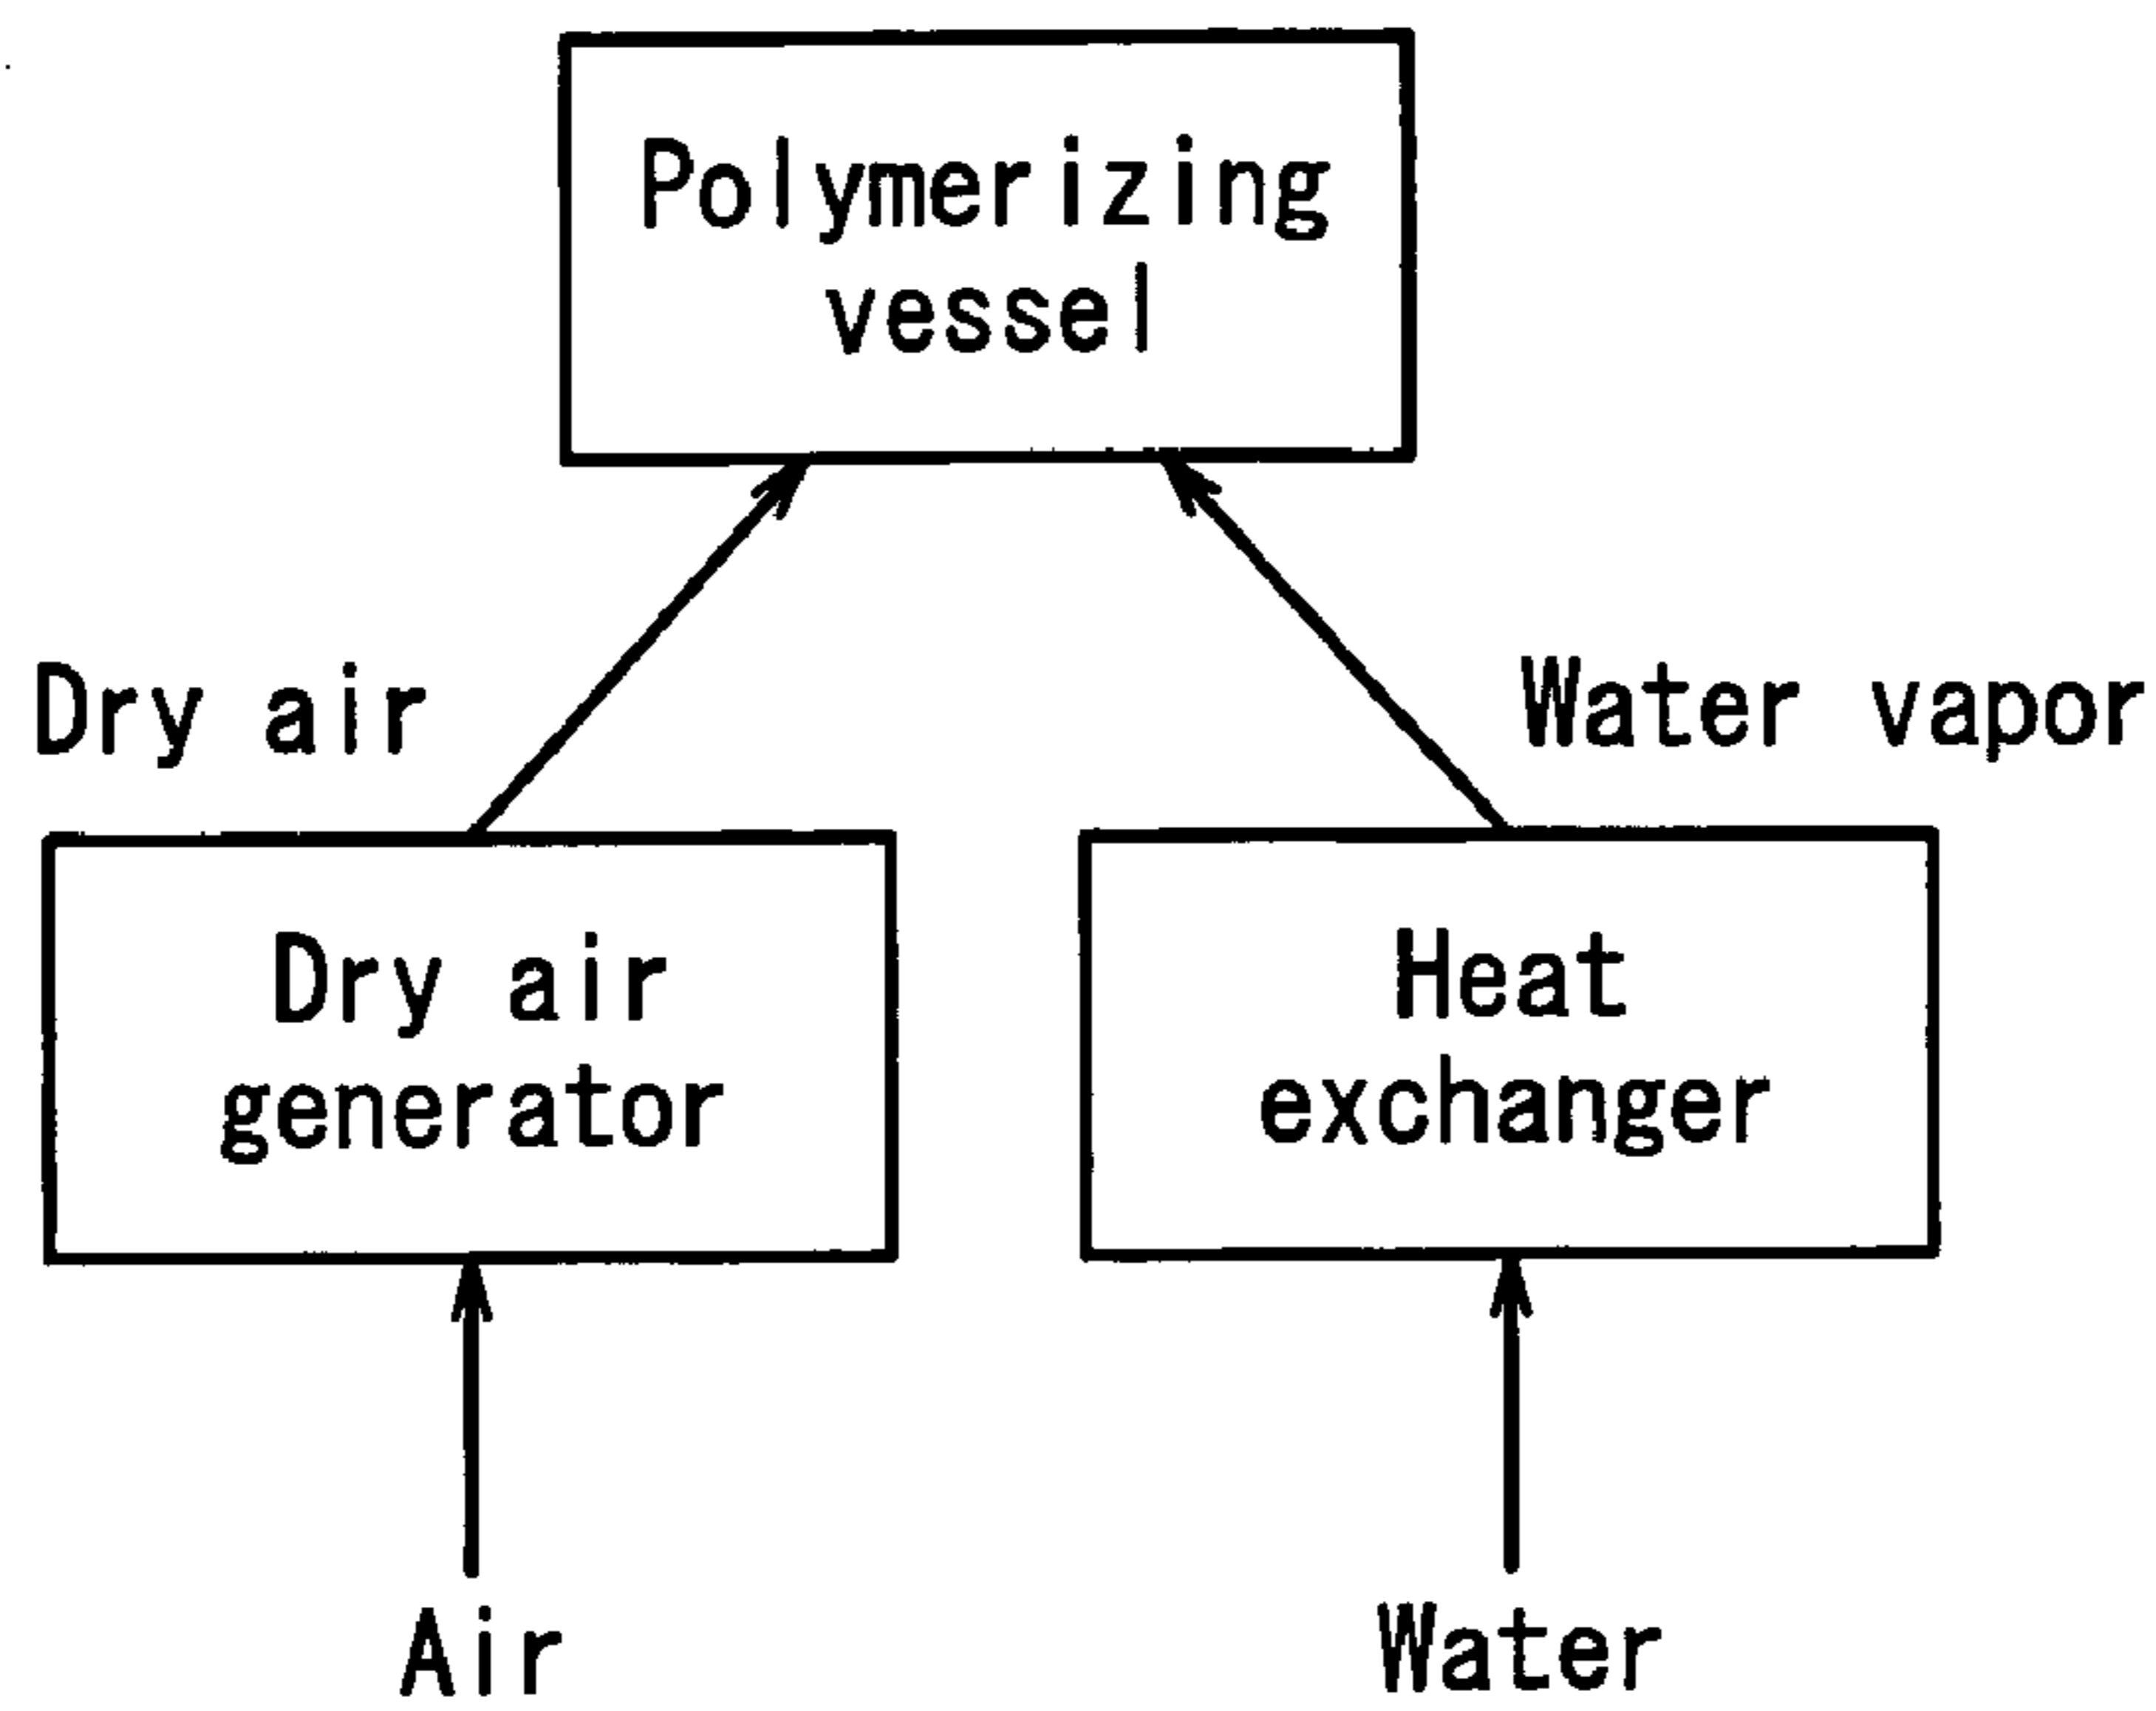 Polymerizing
vessel
Dry air
Water vapor
Dry air
generator
Heat
exchanger
Air
Water